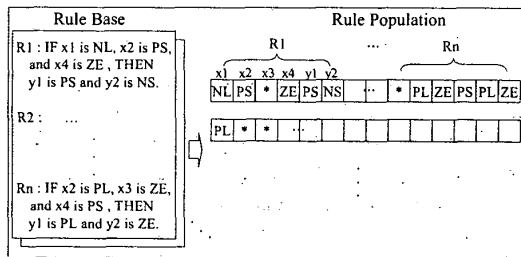 Rule Base
R1 : IF x1 is NL, x2 is PS,
and x4 is ZE , THEN
y1 is PS and y2 is NS.
R2 : ...
Rn : IF x2 is PL, x3 is ZE,
and x4 is PS , THEN
y1 is PL and y2 is ZE.
Rule Population
R1 ... Rn
x1 x2 x3 x4 y1 y2
NL PS * ZE PS NS ... * PL ZE PS PL ZE
PL * * ...